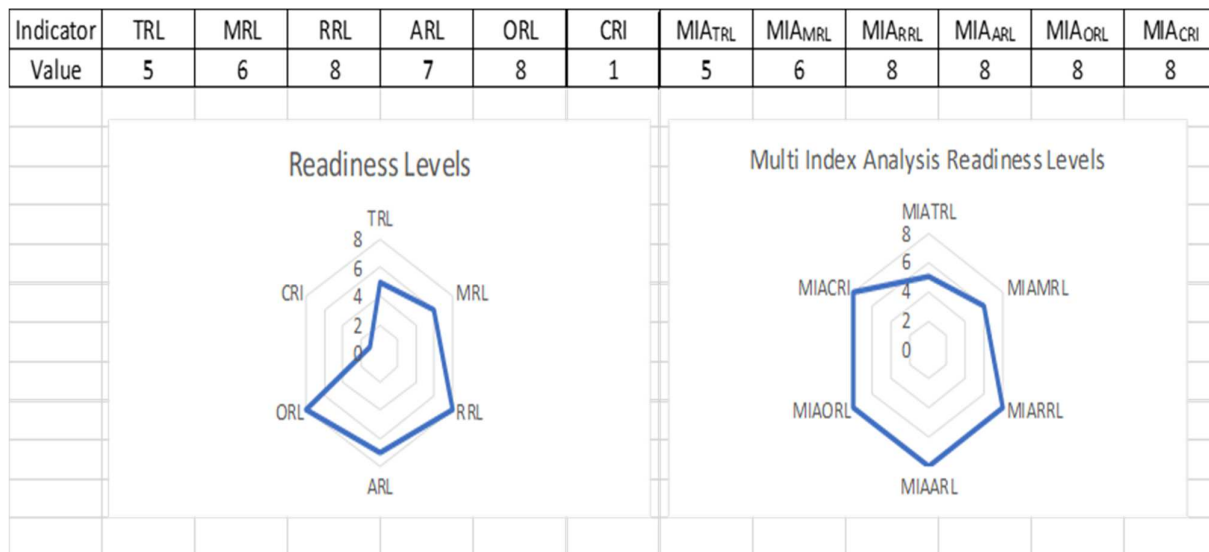 Indicator TRL MRL RRL ARL ORL CRI MIATRL MIAMRL MIARRL MIAARL MIAORL MIACRI
Value 5 6 8 7 8 1 5 6 8 8 8 8
Readiness Levels
TRL
8
6
4
2
0
CRI
MRL
ORL
RRL
ARL
Multi Index Analysis Readiness Levels
MIATRL
8
6
4
2
0
MIACRI
MIAMRL
MIAORL
MIARRL
MIAARL